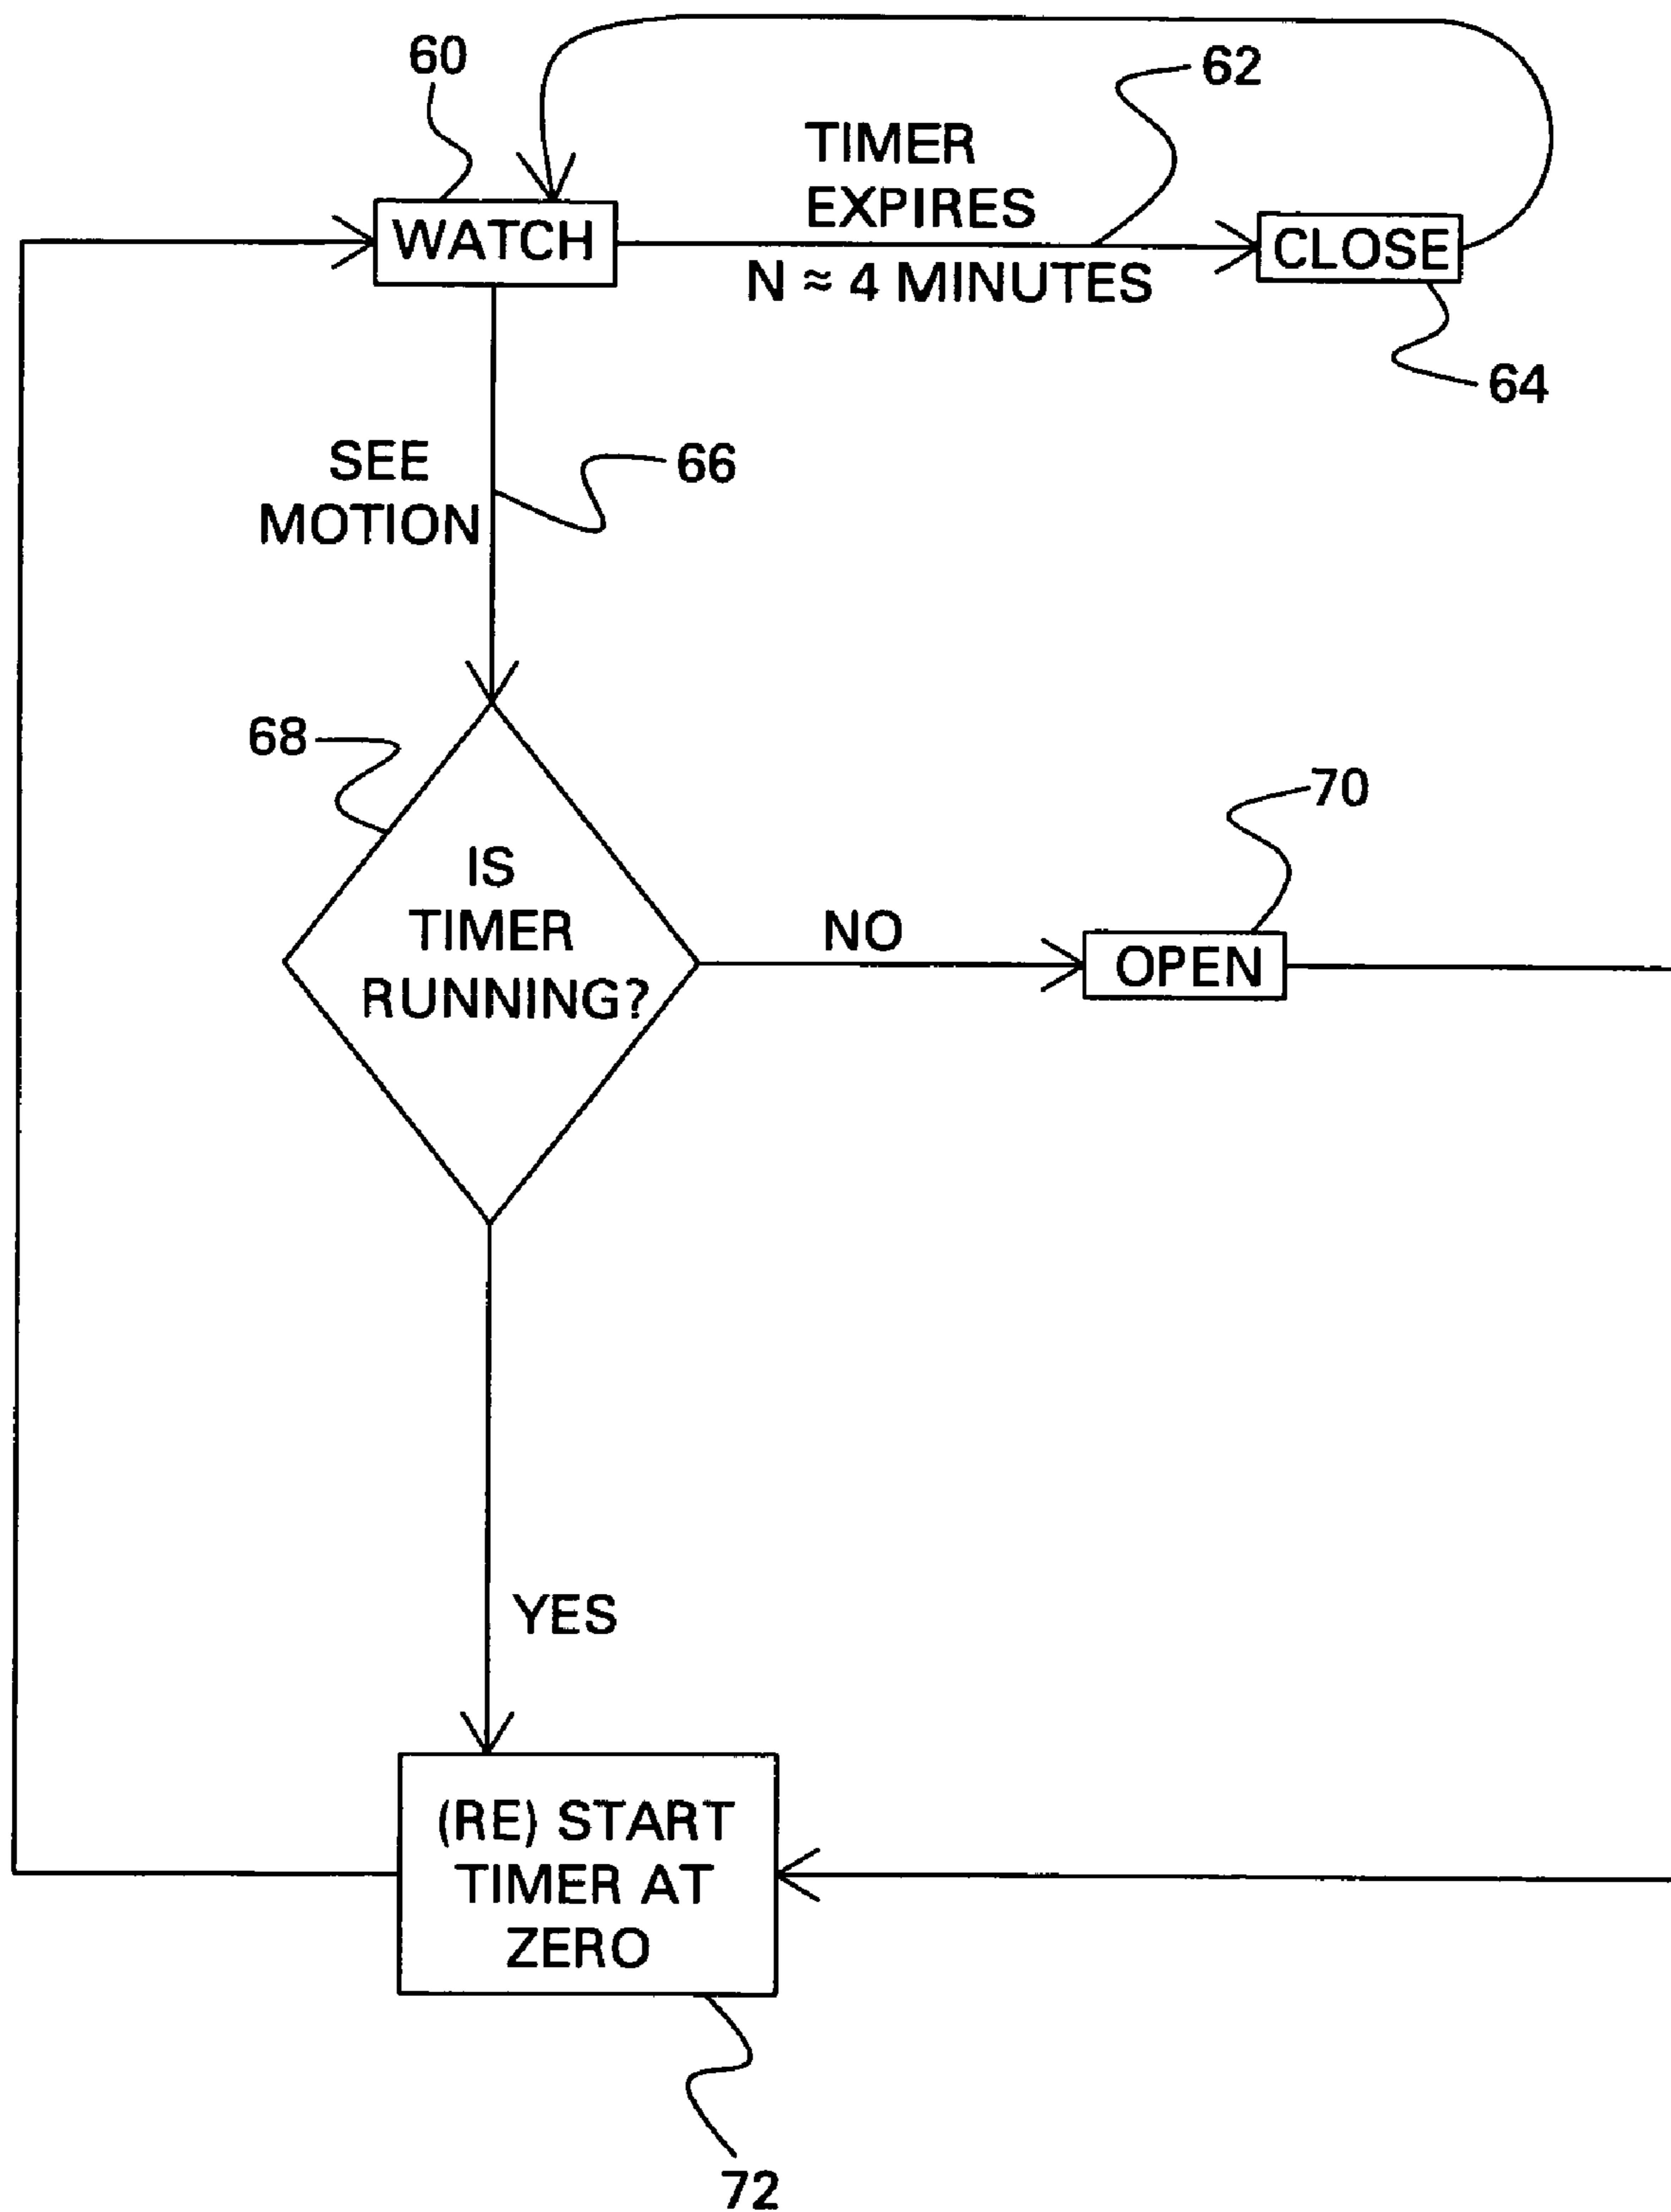 60
62
TIMER
EXPIRES
WATCH
CLOSE
N ≈ 4 MINUTES
64
SEE
MOTION
66
68
70
IS
TIMER
RUNNING?
NO
OPEN
YES
(RE) START
TIMER AT
ZERO
72